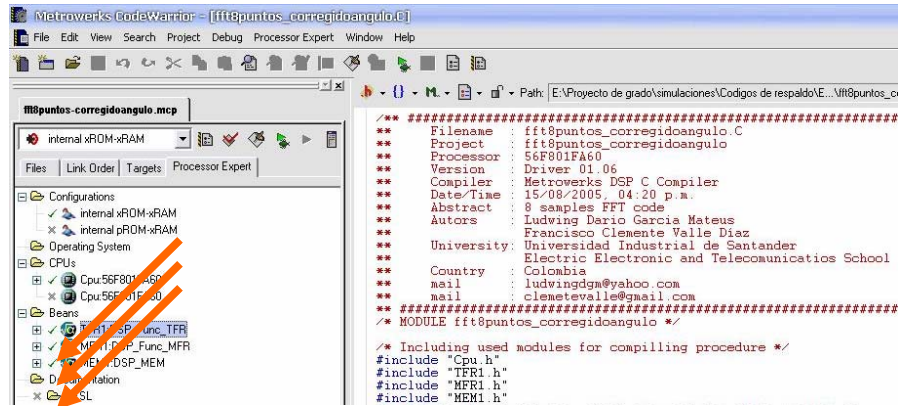 Metrowerks CodeWarrior - [fft8puntos_corregidoangulo.C]
File Edit View Search Project Debug Processor Expert Window Help
fft8puntos-corregidoangulo.mcp
internal xROM-xRAM
Files Link Order Targets Processor Expert
Configurations
internal xROM-xRAM
internal pROM-xRAM
Operating System
CPUs
Beans
DSP_MEM
M. Path: E:\Proyecto de grado\simulaciones\Codigos de respaldo\E...\fft8puntos_co
/** ##########################################################
** Filename : fft8puntos_corregidoangulo.C
** Project : fft8puntos_corregidoangulo
** Processor : 56F801FA60
** Version : Driver 01.06
** Compiler : Metrowerks DSP C Compiler
** Date/Time : 15/08/2005, 04:20 p.m.
** Abstract : 8 samples FFT code
** Autors : Ludwing Dario Garcia Mateus
** Francisco Clemente Valle Diaz
** University: Universidad Industrial de Santander
** Electric Electronic and Telecomunicatios School
** Country : Colombia
** mail : ludwingdgm@yahoo.com
** mail : clemetevalle@gmail.com
** ##########################################################
/* MODULE fft8puntos_corregidoangulo */
/* Including used modules for compilling procedure */
#include "Cpu.h"
#include "TFR1.h"
#include "MFR1.h"
#include "MEM1.h"